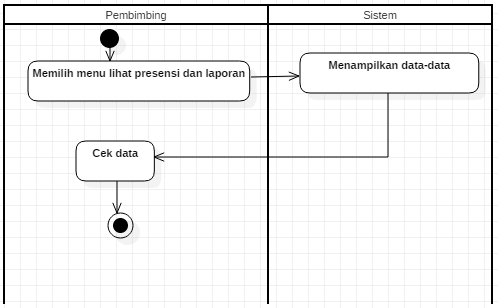 Pembimbing
Sistem
Memilih menu lihat presensi dan laporan
Menampilkan data-data
Cek data